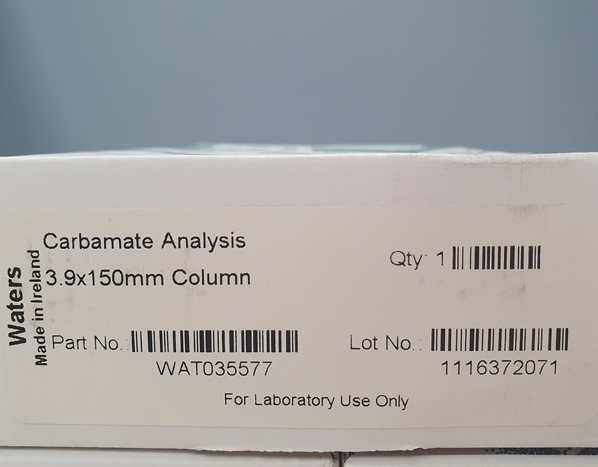 Waters
Made in Ireland
Carbamate Analysis
3.9x150mm Column
Qty: 1
Part No.:
WAT035577
Lot No.:
1116372071
For Laboratory Use Only